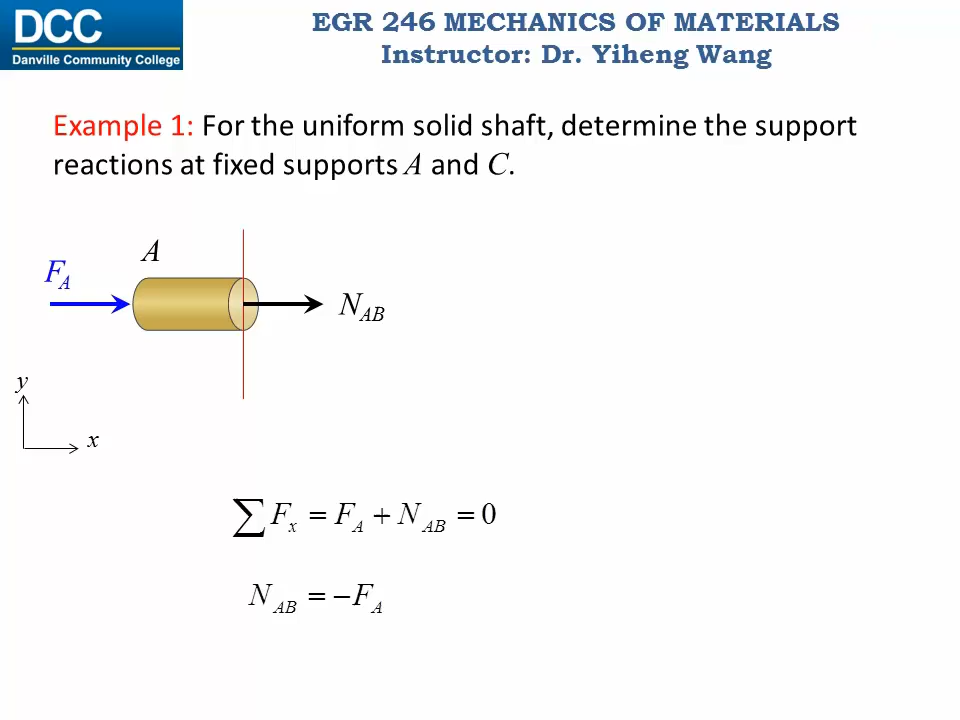 DCC
Danville Community College
EGR 246 MECHANICS OF MATERIALS
Instructor: Dr. Yiheng Wang
Example 1: For the uniform solid shaft, determine the support
reactions at fixed supports A and C.
A
F_A
N_AB
y
x
∑F_x = F_A + N_AB = 0
N_AB = −F_A